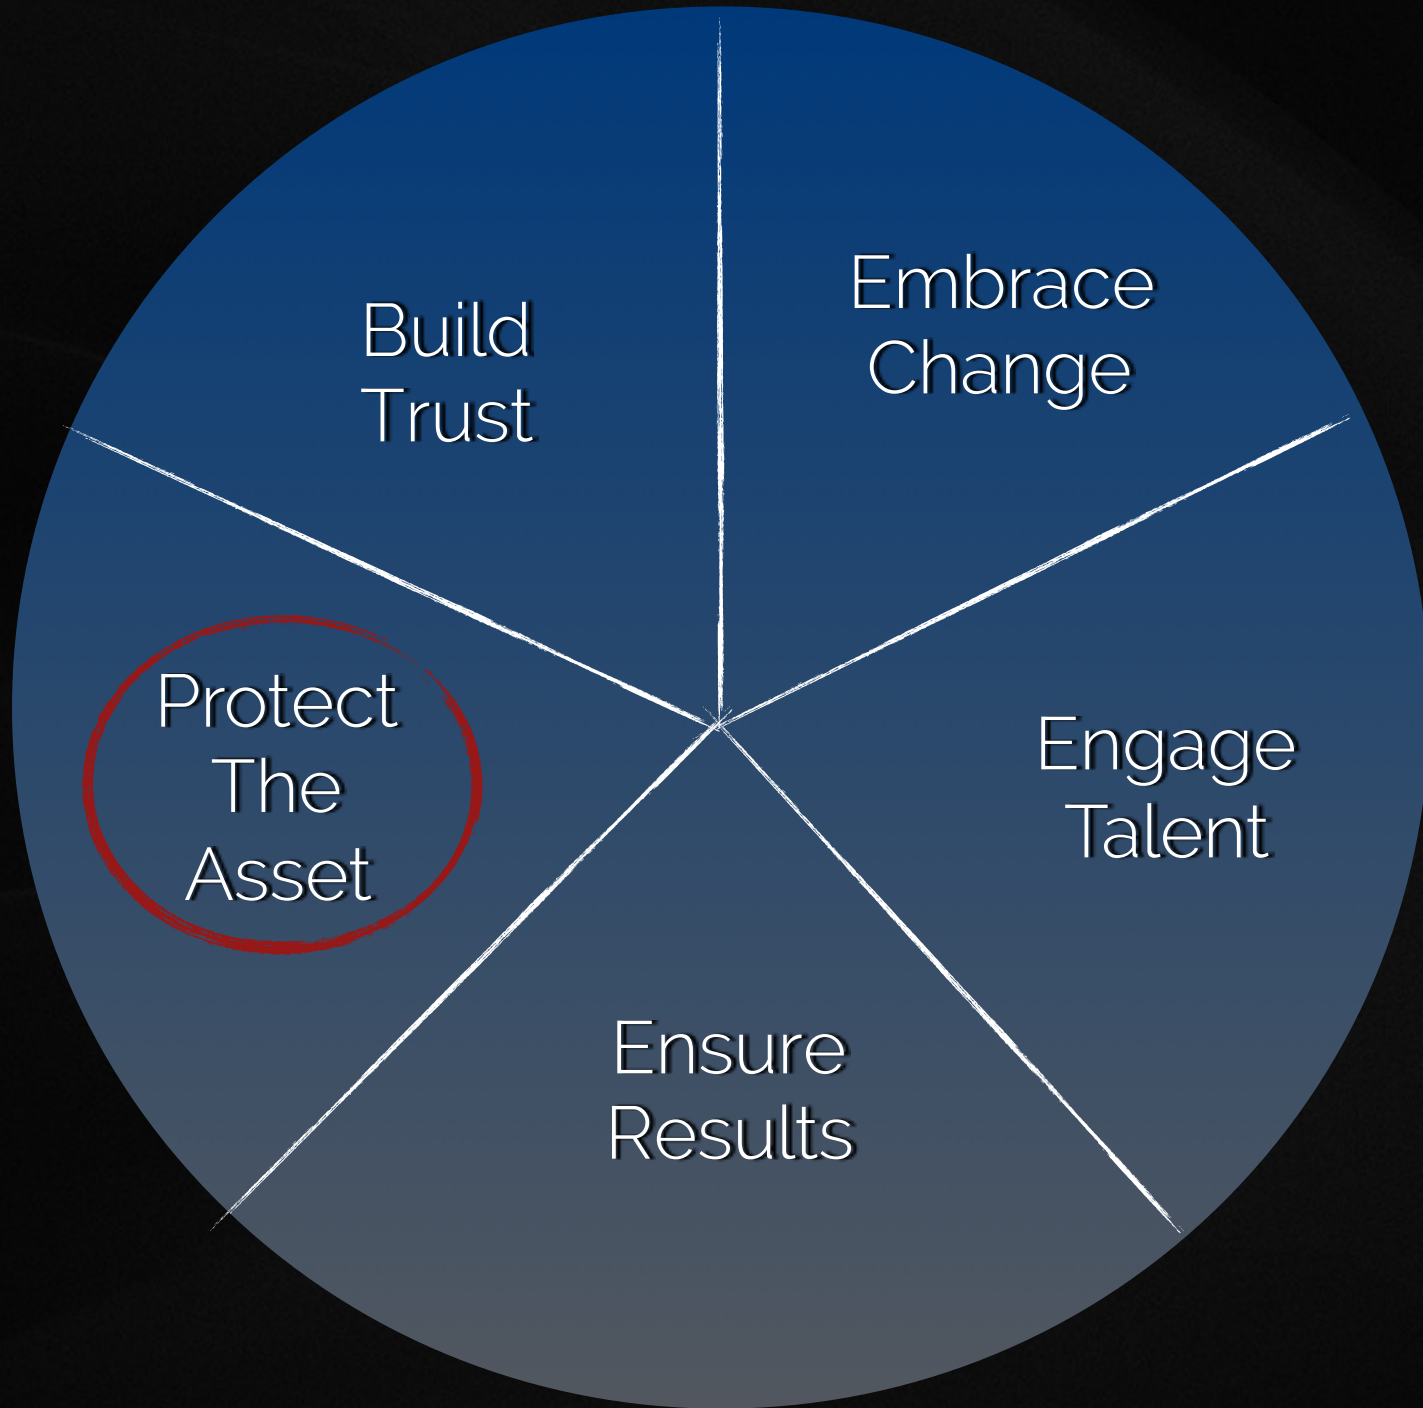 Build
Trust
Embrace
Change
Protect
The
Asset
Engage
Talent
Ensure
Results